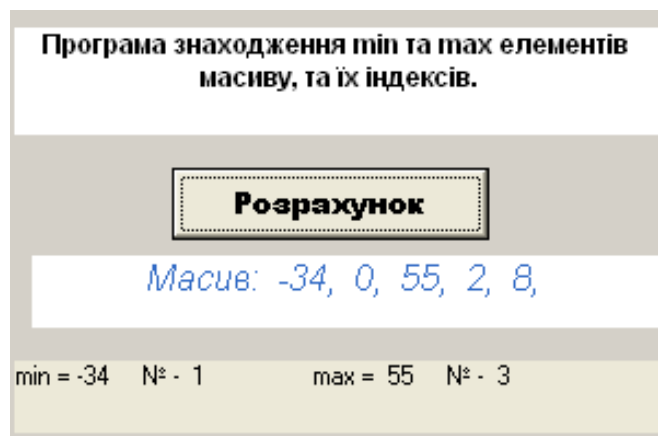 Програма знаходження min та max елементів
масиву, та їх індексів.
Розрахунок
Масив: -34, 0, 55, 2, 8,
min = -34 № - 1 max = 55 № - 3